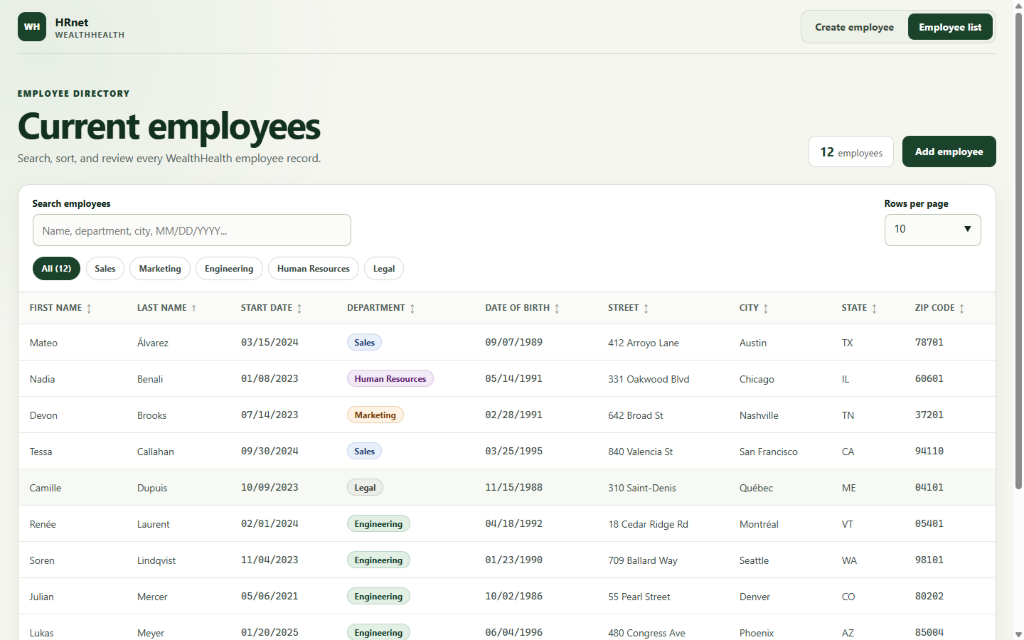 WH HRnet
WEALTHHEALTH
Create employee Employee list
EMPLOYEE DIRECTORY
Current employees
Search, sort, and review every WealthHealth employee record.
12 employees Add employee
Search employees Rows per page
Name, department, city, MM/DD/YYYY... 10 ▼
All (12) Sales Marketing Engineering Human Resources Legal
FIRST NAME ↕ LAST NAME ↑ START DATE ↕ DEPARTMENT ↕ DATE OF BIRTH ↕ STREET ↕ CITY ↕ STATE ↕ ZIP CODE ↕
Mateo Álvarez 03/15/2024 Sales 09/07/1989 412 Arroyo Lane Austin TX 78701
Nadia Benali 01/08/2023 Human Resources 05/14/1991 331 Oakwood Blvd Chicago IL 60601
Devon Brooks 07/14/2023 Marketing 02/28/1991 642 Broad St Nashville TN 37201
Tessa Callahan 09/30/2024 Sales 03/25/1995 840 Valencia St San Francisco CA 94110
Camille Dupuis 10/09/2023 Legal 11/15/1988 310 Saint-Denis Québec ME 04101
Renée Laurent 02/01/2024 Engineering 04/18/1992 18 Cedar Ridge Rd Montréal VT 05401
Soren Lindqvist 11/04/2023 Engineering 01/23/1990 709 Ballard Way Seattle WA 98101
Julian Mercer 05/06/2021 Engineering 10/02/1986 55 Pearl Street Denver CO 80202
Lukas Meyer 01/20/2025 Engineering 06/04/1996 480 Congress Ave Phoenix AZ 85004